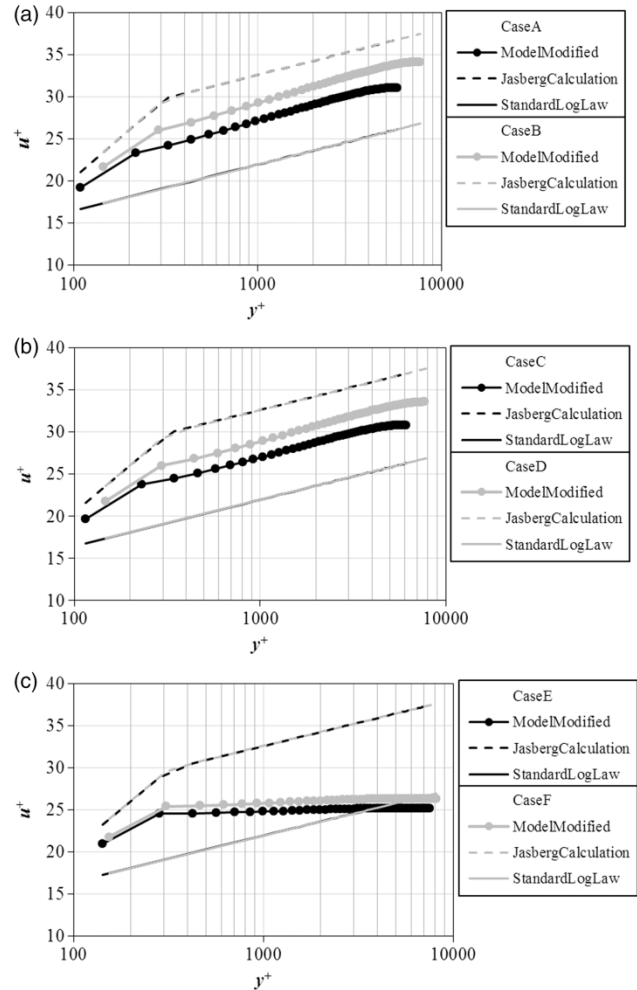 (a)
40
35
30
25
20
15
10
u⁺
100
1000
10000
y⁺
CaseA
ModelModified
JasbergCalculation
StandardLogLaw
CaseB
ModelModified
JasbergCalculation
StandardLogLaw
(b)
40
35
30
25
20
15
10
u⁺
100
1000
10000
y⁺
CaseC
ModelModified
JasbergCalculation
StandardLogLaw
CaseD
ModelModified
JasbergCalculation
StandardLogLaw
(c)
40
35
30
25
20
15
10
u⁺
100
1000
10000
y⁺
CaseE
ModelModified
JasbergCalculation
StandardLogLaw
CaseF
ModelModified
JasbergCalculation
StandardLogLaw